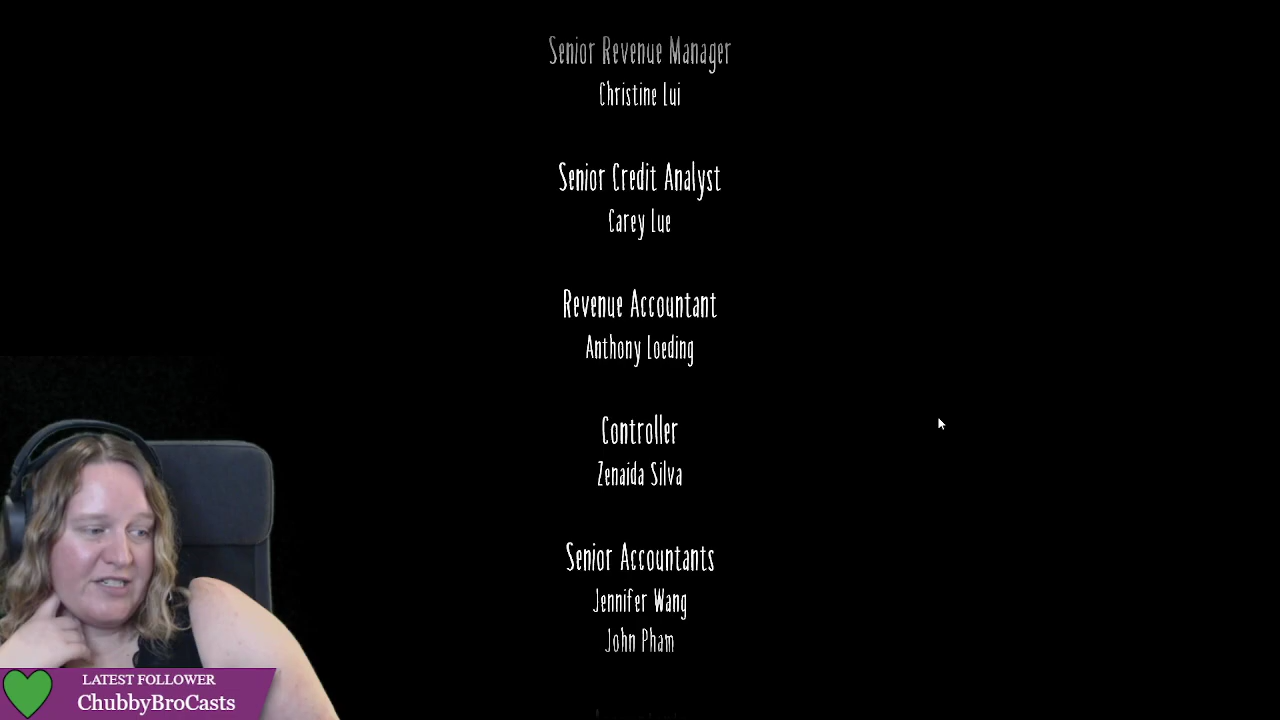 Senior Revenue Manager
Christine Lui
Senior Credit Analyst
Carey Lue
Revenue Accountant
Anthony Loeding
Controller
Zenaida Silva
Senior Accountants
Jennifer Wang
John Pham
LATEST FOLLOWER
ChubbyBroCasts